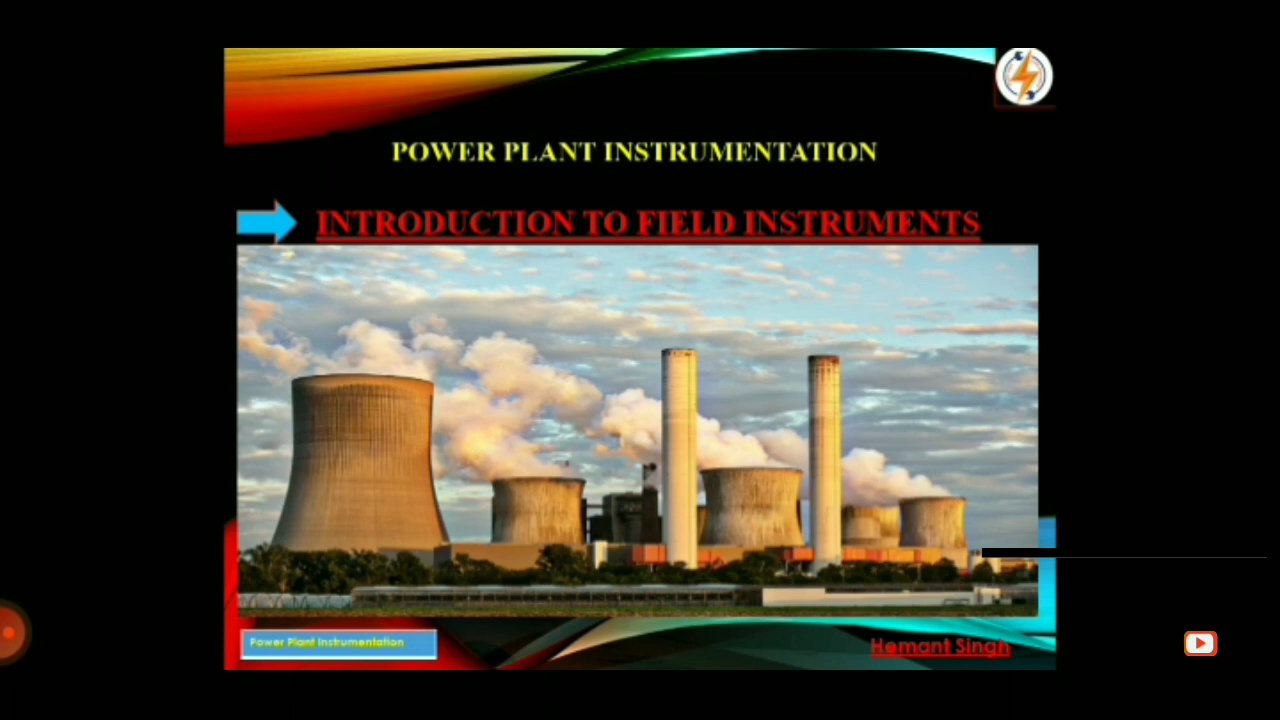 POWER PLANT INSTRUMENTATION
INTRODUCTION TO FIELD INSTRUMENTS
Power Plant Instrumentation
Hemant Singh